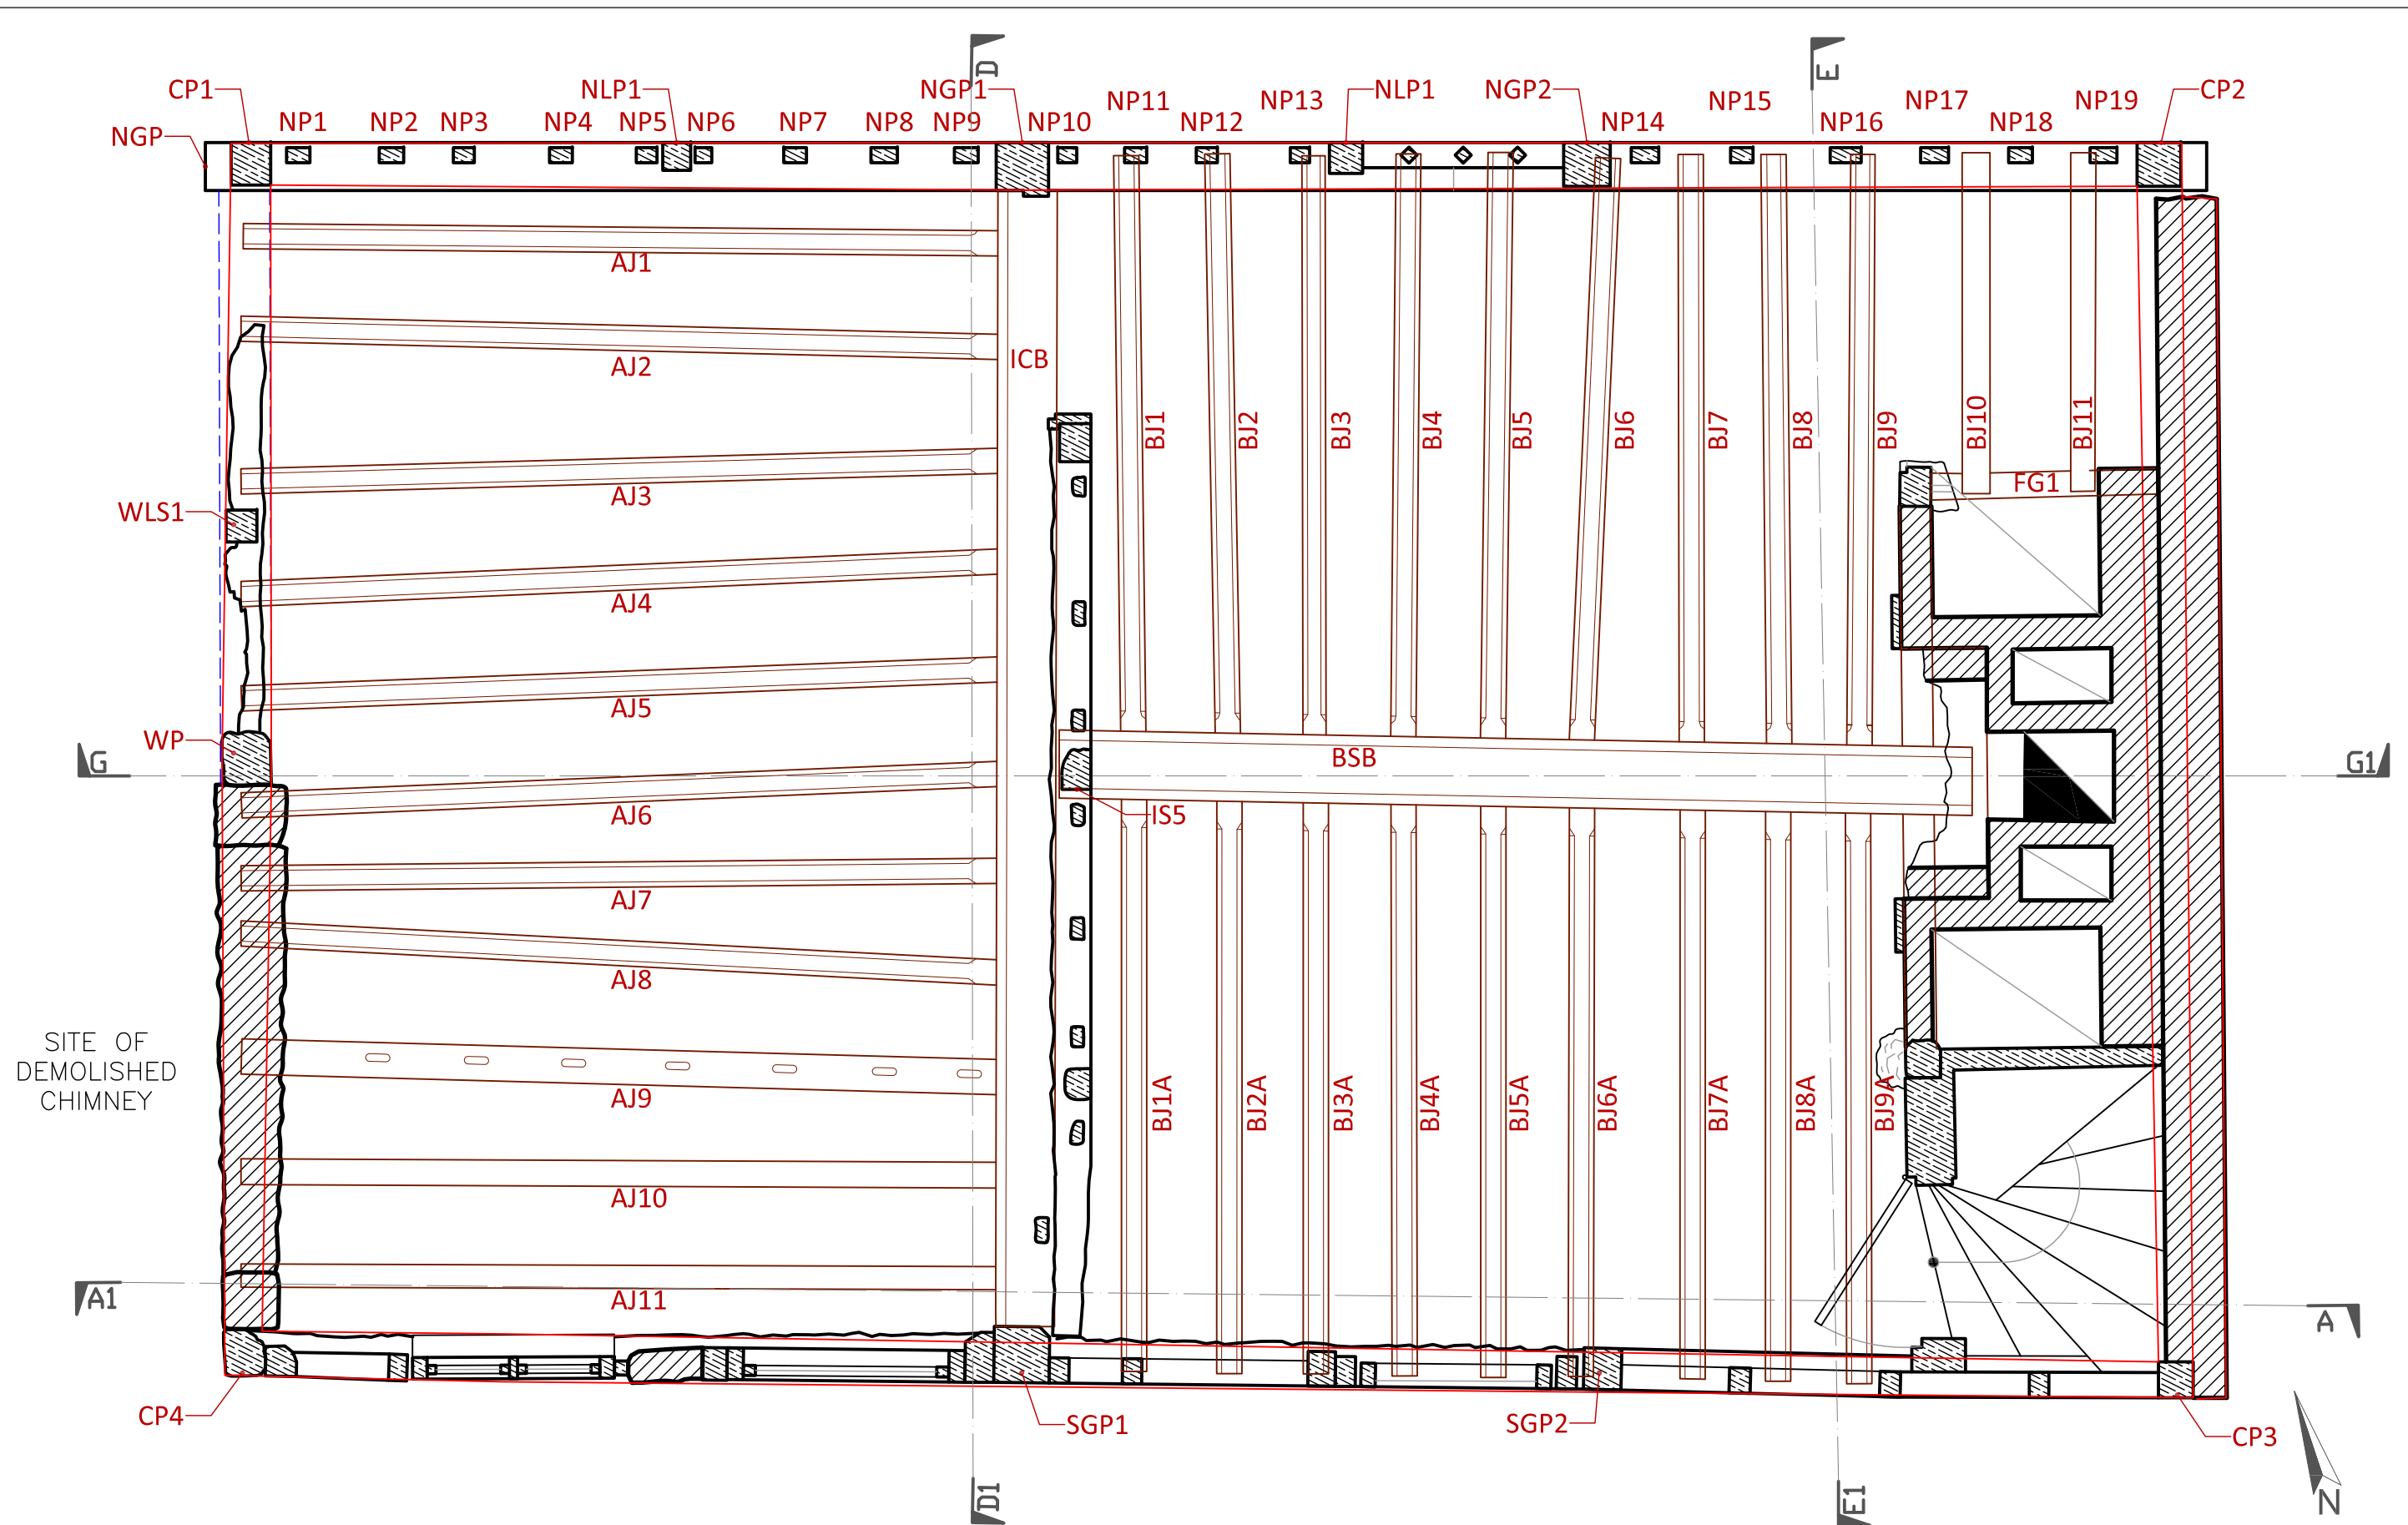 D
E
CP1
NLP1
NGP1
NP11
NP13
NLP1
NGP2
NP15
NP17
NP19
CP2
NGP
NP1
NP2
NP3
NP4
NP5
NP6
NP7
NP8
NP9
NP10
NP12
NP14
NP16
NP18
AJ1
AJ2
ICB
BJ1
BJ2
BJ3
BJ4
BJ5
BJ6
BJ7
BJ8
BJ9
BJ10
BJ11
FG1
AJ3
WLS1
AJ4
AJ5
WP
G
BSB
G1
AJ6
IS5
AJ7
AJ8
SITE OF
DEMOLISHED
CHIMNEY
AJ9
BJ1A
BJ2A
BJ3A
BJ4A
BJ5A
BJ6A
BJ7A
BJ8A
BJ9A
AJ10
AJ11
A1
A
CP4
SGP1
SGP2
CP3
D1
E1
N